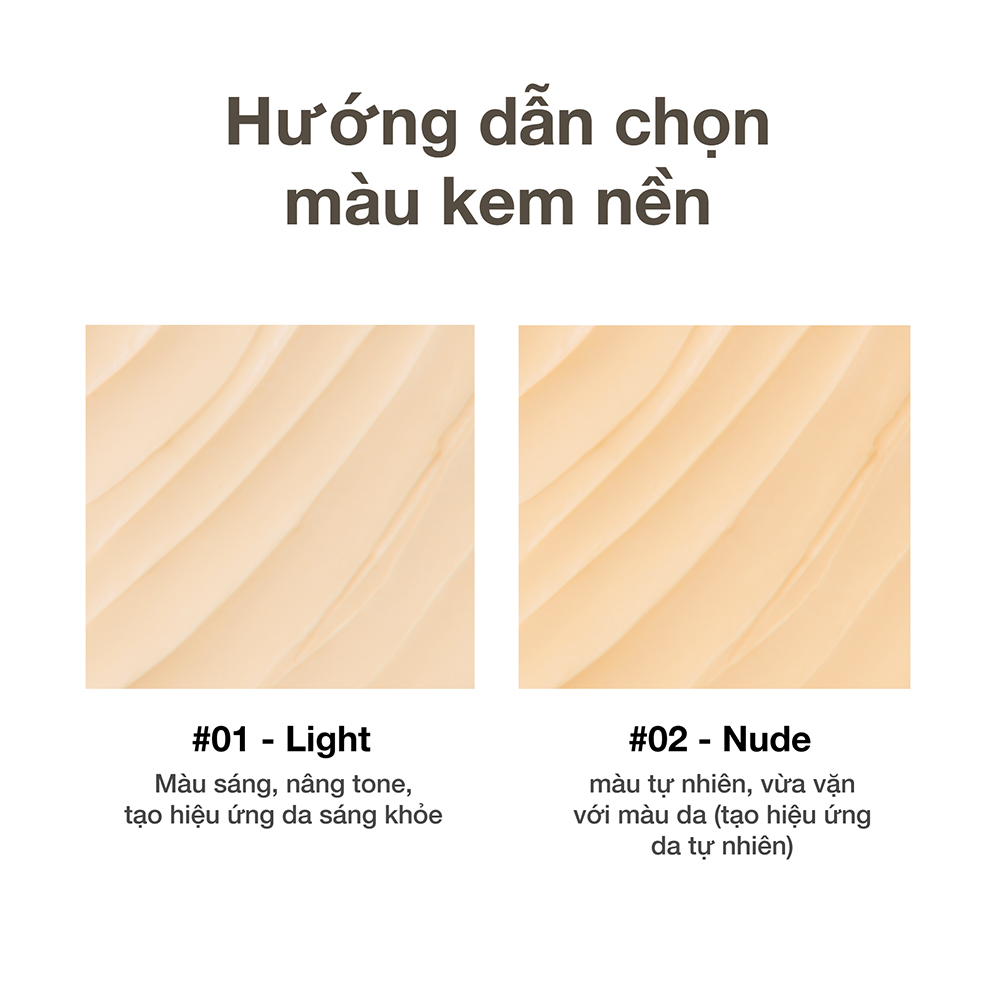 Hướng dẫn chọn
màu kem nền
#01 - Light
Màu sáng, nâng tone,
tạo hiệu ứng da sáng khỏe
#02 - Nude
màu tự nhiên, vừa vặn
với màu da (tạo hiệu ứng
da tự nhiên)